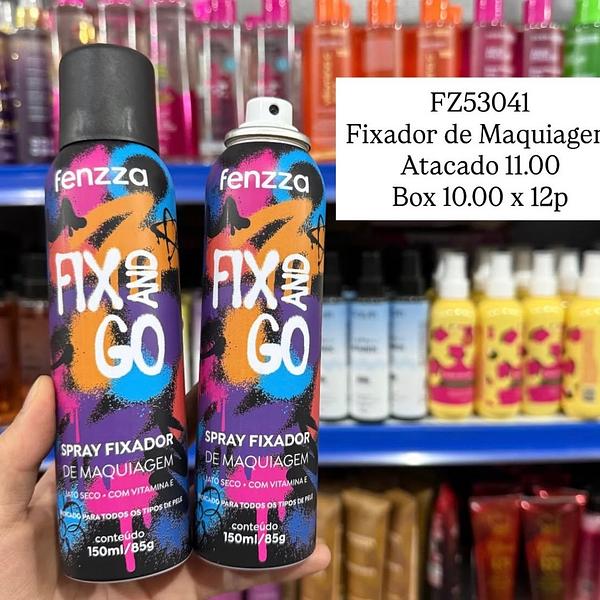 FZ53041
Fixador de Maquiagem
Atacado 11.00
Box 10.00 x 12p
fenzza
FIX AND GO
SPRAY FIXADOR
DE MAQUIAGEM
JATO SECO • COM VITAMINA E
INDICADO PARA TODOS OS TIPOS DE PELE
conteúdo
150ml/85g
fenzza
FIX AND GO
SPRAY FIXADOR
DE MAQUIAGEM
JATO SECO • COM VITAMINA E
INDICADO PARA TODOS OS TIPOS DE PELE
conteúdo
150ml/85g